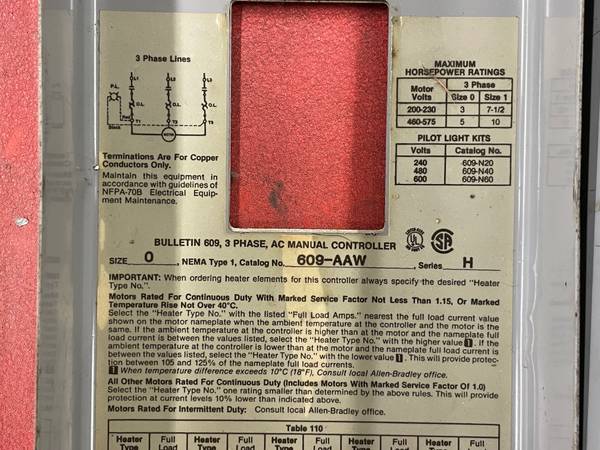 3 Phase Lines
L1 L2 L3
P.L.
O.L. O.L. O.L.
Red
T1 T2 T3
Black
MOTOR
Terminations Are For Copper
Conductors Only.
Maintain this equipment in
accordance with guidelines of
NFPA-70B Electrical Equip-
ment Maintenance.
MAXIMUM
HORSEPOWER RATINGS
Motor Volts 3 Phase
Size 0 Size 1
200-230 3 7-1/2
460-575 5 10
PILOT LIGHT KITS
Volts Catalog No.
240 609-N20
480 609-N40
600 609-N60
BULLETIN 609, 3 PHASE, AC MANUAL CONTROLLER
SIZE 0, NEMA Type 1, Catalog No. 609-AAW, Series H
IMPORTANT: When ordering heater elements for this controller always specify the desired "Heater
Type No.".
Motors Rated For Continuous Duty With Marked Service Factor Not Less Than 1.15, Or Marked
Temperature Rise Not Over 40°C.
Select the "Heater Type No." with the listed "Full Load Amps." nearest the full load current value
shown on the motor nameplate when the ambient temperature at the controller and the motor is the
same. If the ambient temperature at the controller is higher than at the motor and the nameplate full
load current is between the values listed, select the "Heater Type No." with the higher value 1. If the
ambient temperature at the controller is lower than at the motor and the nameplate full load current is
between the values listed, select the "Heater Type No." with the lower value 1. This will provide protec-
tion between 105 and 125% of the nameplate full load currents.
1 When temperature difference exceeds 10°C (18°F), Consult local Allen-Bradley office.
All Other Motors Rated For Continuous Duty (Includes Motors With Marked Service Factor Of 1.0)
Select the "Heater Type No." one rating smaller than determined by the above rules. This will provide
protection at current levels 10% lower than indicated above.
Motors Rated For Intermittent Duty: Consult local Allen-Bradley office.
Table 110
Heater Full Heater Full Heater Full Heater Full Heater Full
Type Load Type Load Type Load Type Load Type Load